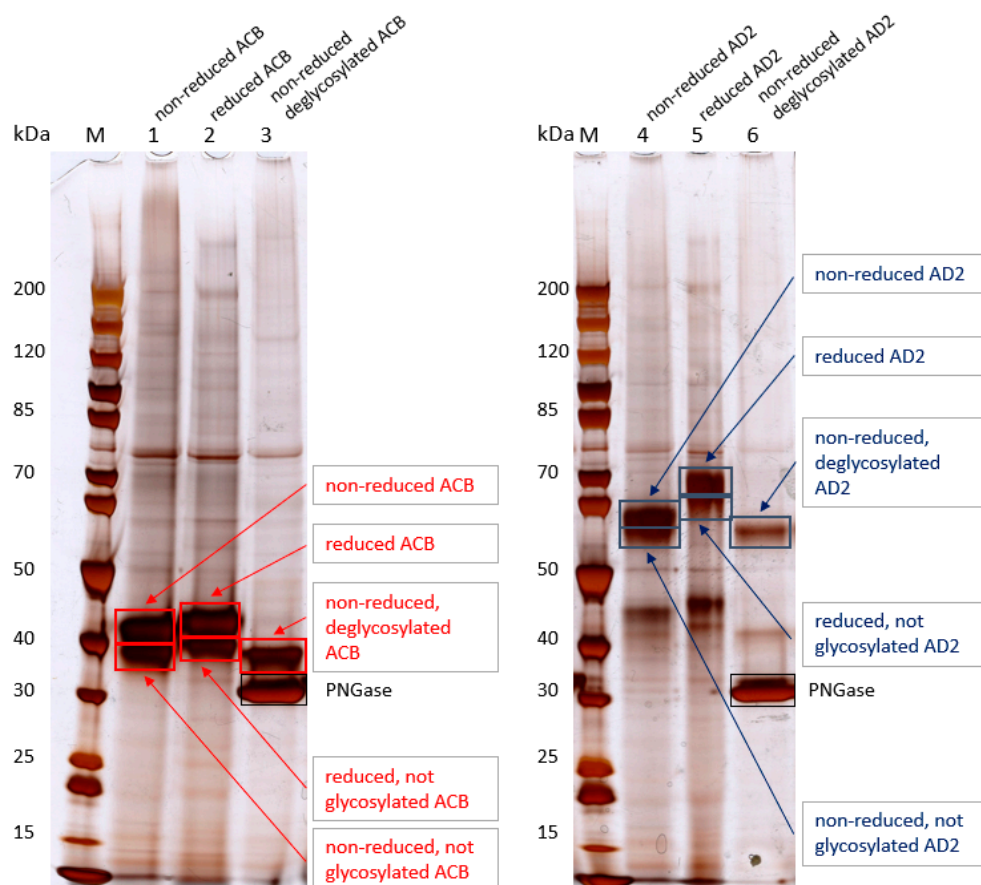 non-reduced ACB
reduced ACB
non-reduced
deglycosylated ACB
kDa M 1 2 3
200
120
85
70
50
40
30
25
15
non-reduced ACB
reduced ACB
non-reduced,
deglycosylated
ACB
PNGase
reduced, not
glycosylated ACB
non-reduced, not
glycosylated ACB
non-reduced AD2
reduced AD2
non-reduced
deglycosylated AD2
kDa M 4 5 6
200
120
85
70
50
40
30
25
15
non-reduced AD2
reduced AD2
non-reduced,
deglycosylated
AD2
reduced, not
glycosylated AD2
PNGase
non-reduced, not
glycosylated AD2